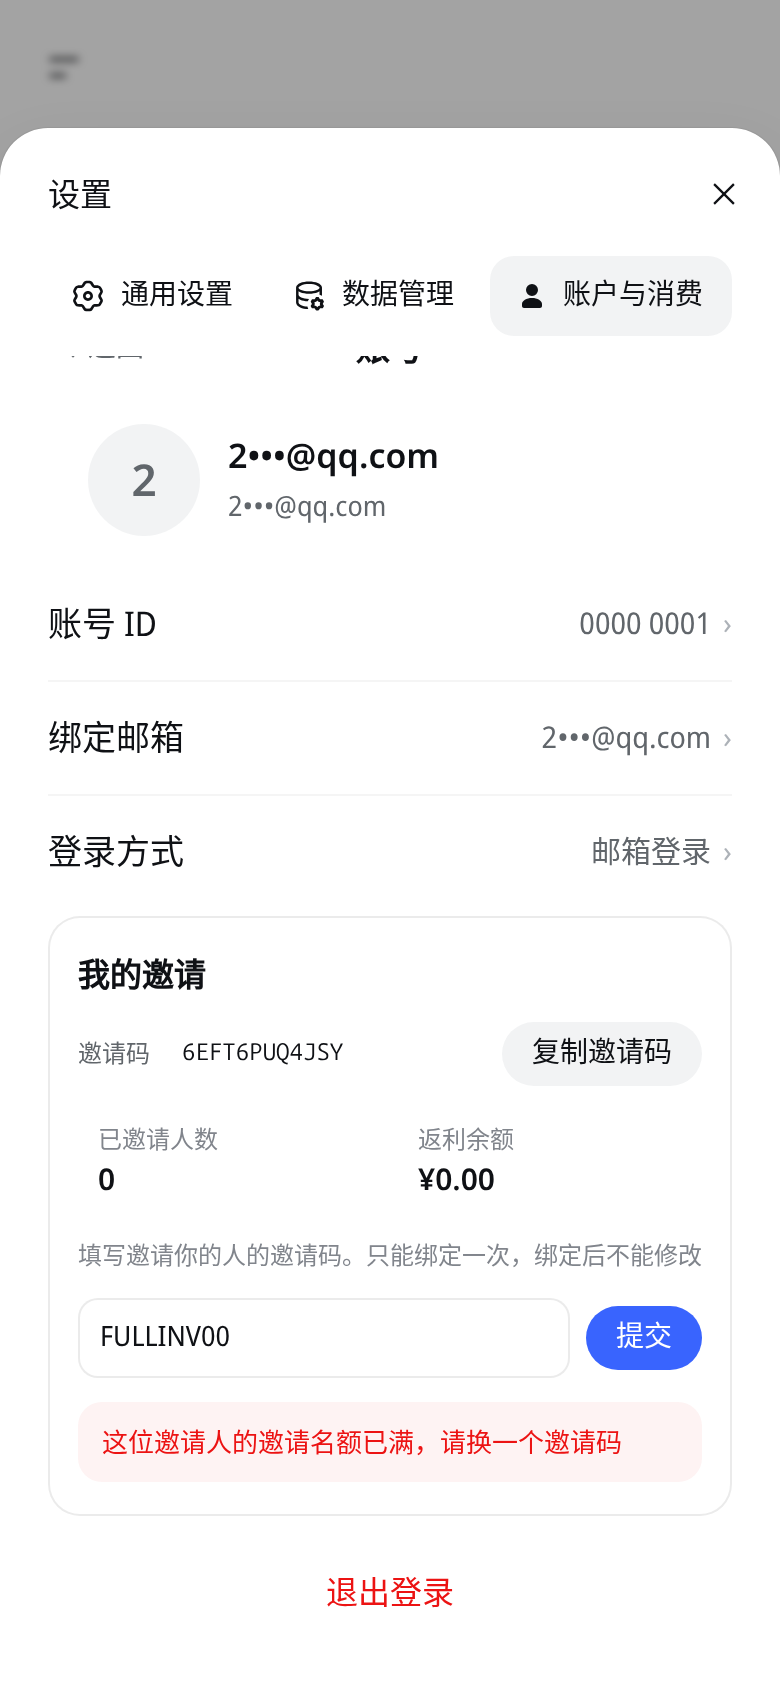 设置
通用设置
数据管理
账户与消费
2
2•••@qq.com
2•••@qq.com
账号 ID
0000 0001 ›
绑定邮箱
2•••@qq.com ›
登录方式
邮箱登录 ›
我的邀请
邀请码 6EFT6PUQ4JSY
复制邀请码
已邀请人数
返利余额
0
¥0.00
填写邀请你的人的邀请码。只能绑定一次，绑定后不能修改
FULLINV00
提交
这位邀请人的邀请名额已满，请换一个邀请码
退出登录